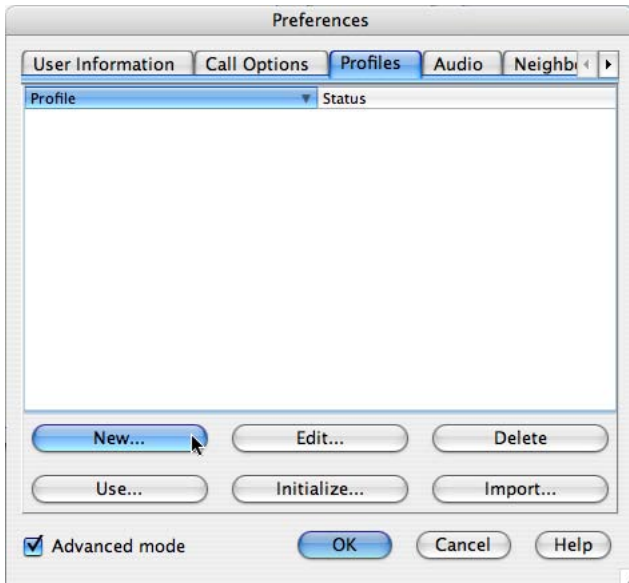 Preferences
User Information Call Options Profiles Audio Neighb
Profile Status
New... Edit... Delete
Use... Initialize... Import...
Advanced mode OK Cancel Help